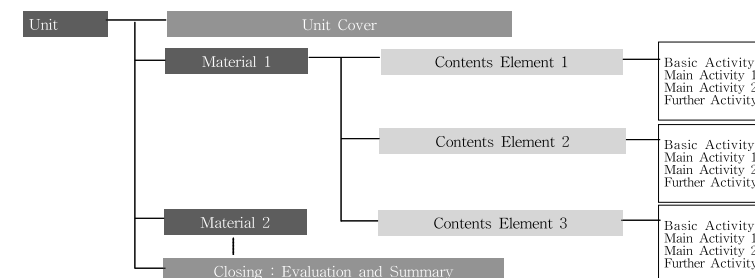 Unit
Unit Cover
Material 1
Contents Element 1
Basic Activity
Main Activity 1
Main Activity 2
Further Activity
Contents Element 2
Basic Activity
Main Activity 1
Main Activity 2
Further Activity
Material 2
Contents Element 3
Basic Activity
Main Activity 1
Main Activity 2
Further Activity
Closing : Evaluation and Summary